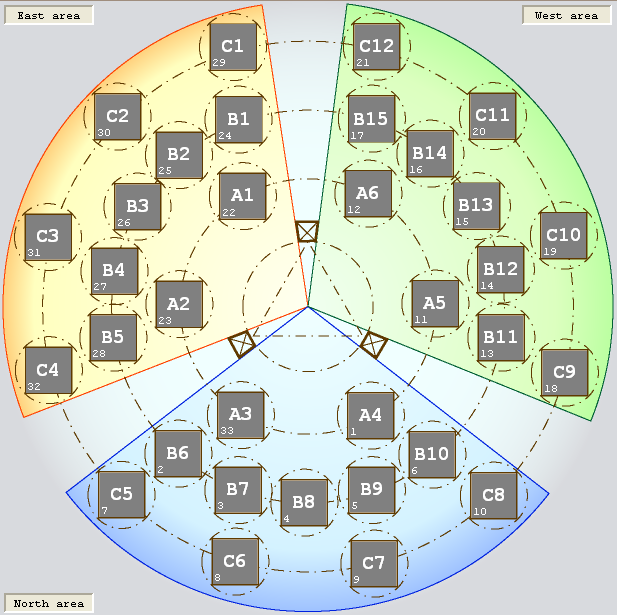 East area
West area
C1
29
C12
21
C2
30
B1
24
B15
17
C11
20
B2
25
B14
16
A1
22
A6
12
B3
26
B13
15
C3
31
C10
19
B4
27
B12
14
A2
23
A5
11
B5
28
B11
13
C4
32
C9
18
A3
33
A4
1
B6
2
B10
6
B7
3
B8
4
B9
5
C5
7
C8
10
C6
8
C7
9
North area